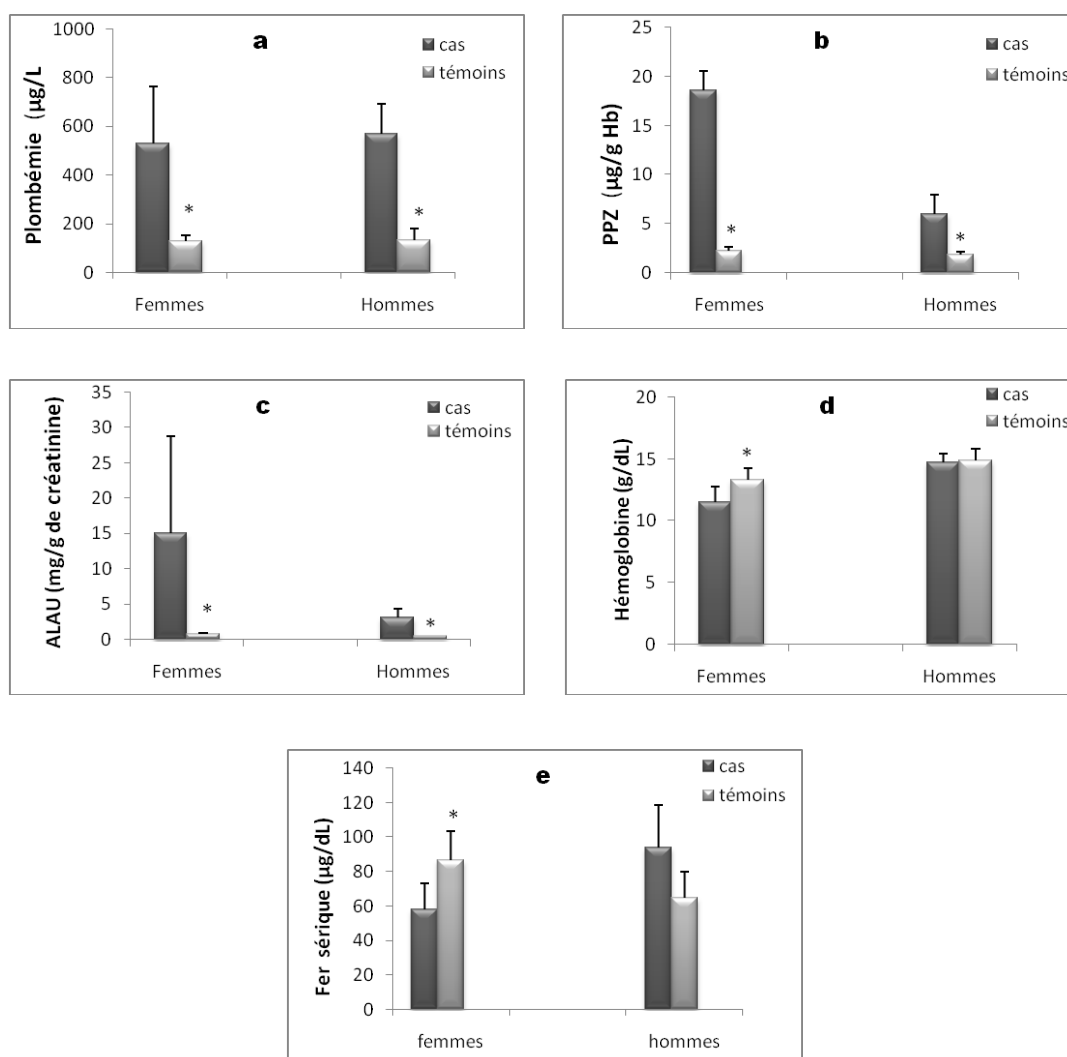 a
Plombémie (µg/L)
1000
800
600
400
200
0
cas
témoins
*
*
Femmes
Hommes
b
PPZ (µg/g Hb)
25
20
15
10
5
0
cas
témoins
*
*
Femmes
Hommes
c
ALAU (mg/g de créatinine)
35
30
25
20
15
10
5
0
cas
témoins
*
*
Femmes
Hommes
d
Hémoglobine (g/dL)
20
15
10
5
0
cas
témoins
*
Femmes
Hommes
e
Fer sérique (µg/dL)
140
120
100
80
60
40
20
0
cas
témoins
*
femmes
hommes